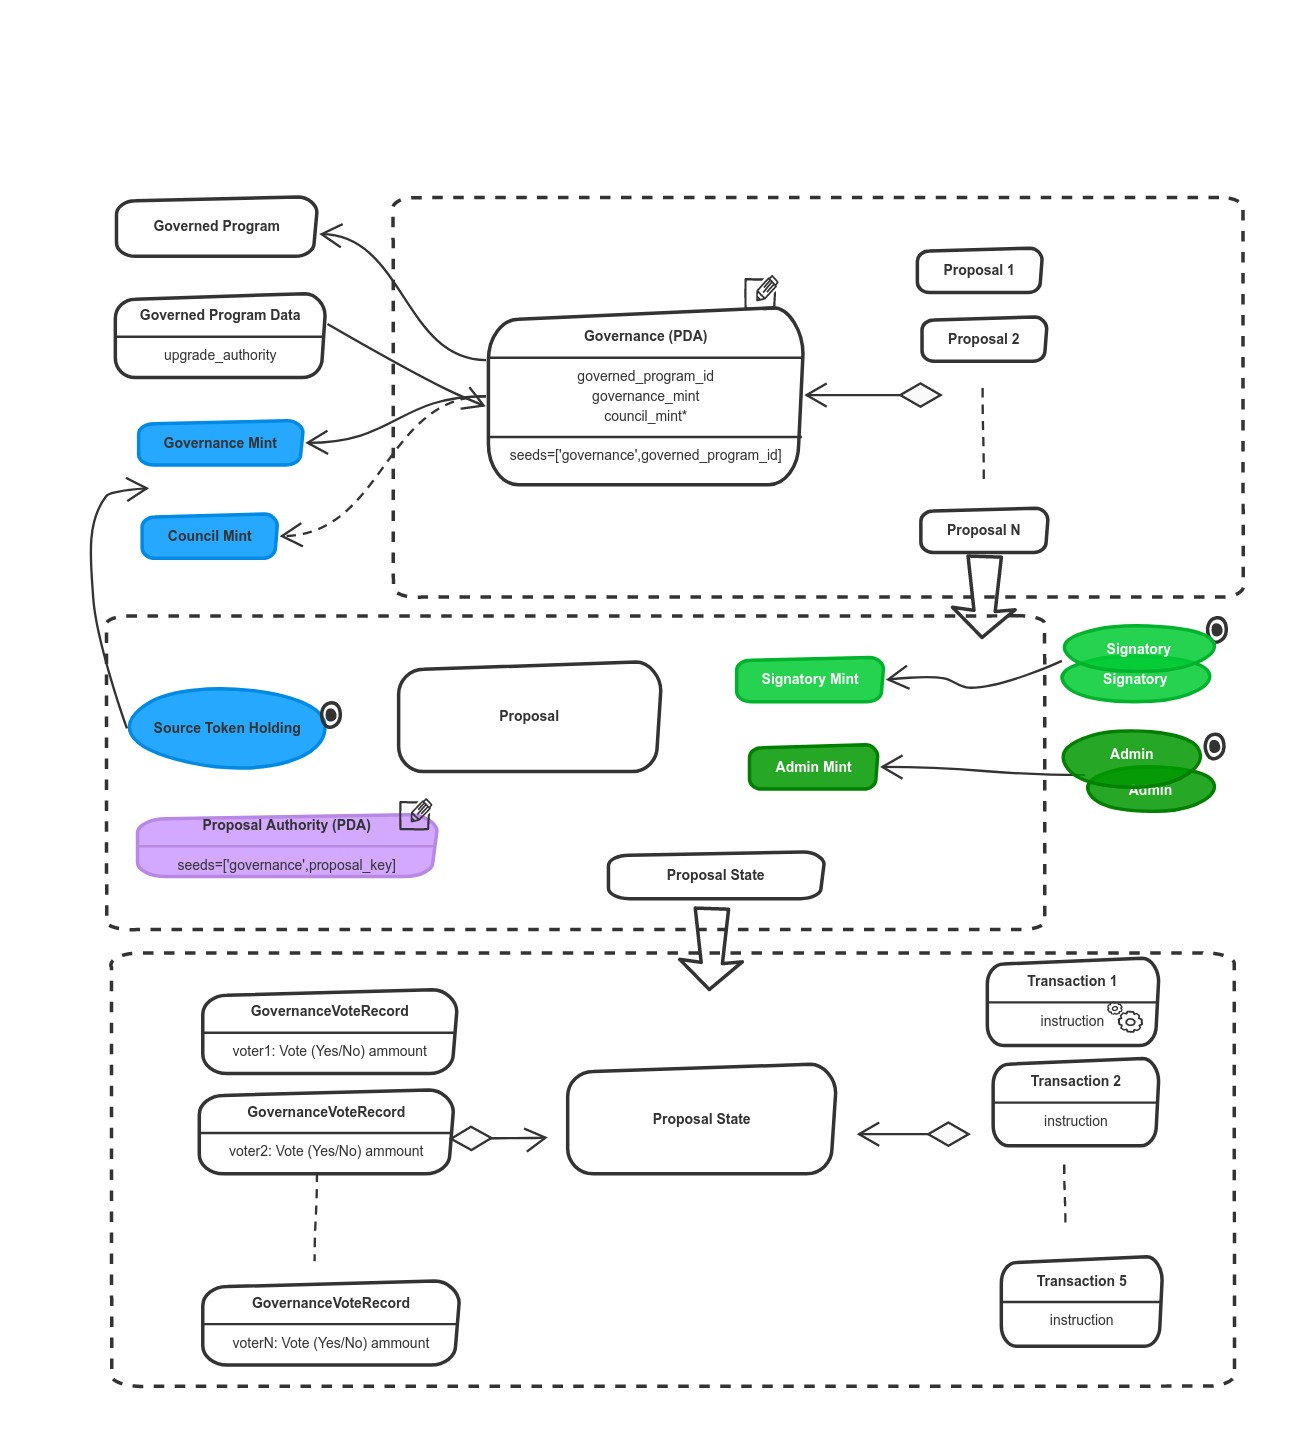 Governed Program
Governed Program Data
upgrade_authority
Governance Mint
Council Mint
Governance (PDA)
governed_program_id
governance_mint
council_mint*
seeds=['governance',governed_program_id]
Proposal 1
Proposal 2
Proposal N
Source Token Holding
Proposal
Signatory Mint
Admin Mint
Signatory
Signatory
Admin
Admin
Proposal Authority (PDA)
seeds=['governance',proposal_key]
Proposal State
GovernanceVoteRecord
voter1: Vote (Yes/No) ammount
GovernanceVoteRecord
voter2: Vote (Yes/No) ammount
GovernanceVoteRecord
voterN: Vote (Yes/No) ammount
Proposal State
Transaction 1
instruction
Transaction 2
instruction
Transaction 5
instruction